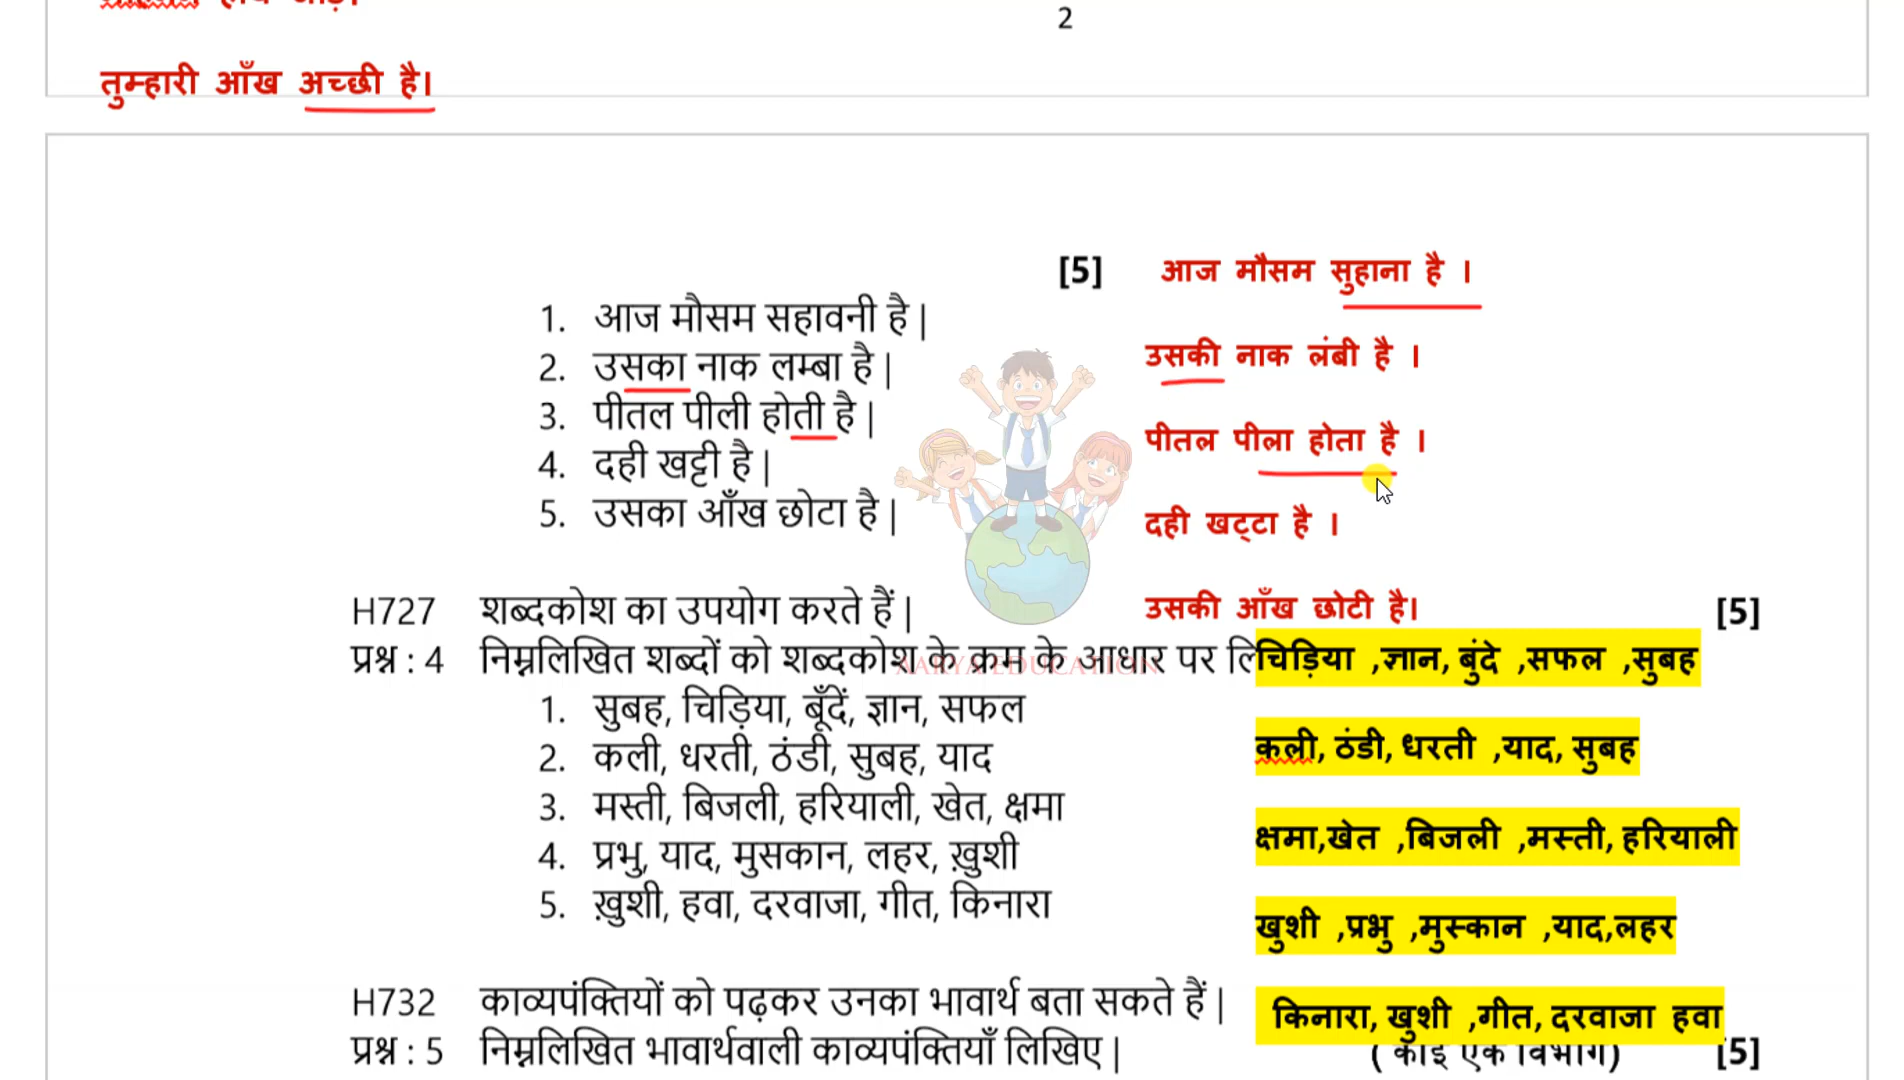 2
तुम्हारी आँख अच्छी है।
[5]
आज मौसम सुहाना है ।
1. आज मौसम सहावनी है |
2. उसका नाक लम्बा है |
उसकी नाक लंबी है ।
3. पीतल पीली होती है |
पीतल पीला होता है ।
4. दही खट्टी है |
दही खट्‌टा है ।
5. उसका आँख छोटा है |
उसकी आँख छोटी है।
H727 शब्दकोश का उपयोग करते हैं | [5]
प्रश्न : 4 निम्नलिखित शब्दों को शब्दकोश के क्रम के आधार पर
AARYA EDUCATION
चिड़िया ,ज्ञान, बुंदे ,सफल ,सुबह
1. सुबह, चिड़िया, बूँदें, ज्ञान, सफल
2. कली, धरती, ठंडी, सुबह, याद
कली, ठंडी, धरती ,याद, सुबह
3. मस्ती, बिजली, हरियाली, खेत, क्षमा
क्षमा,खेत ,बिजली ,मस्ती, हरियाली
4. प्रभु, याद, मुसकान, लहर, ख़ुशी
खुशी ,प्रभु ,मुस्कान ,याद,लहर
5. ख़ुशी, हवा, दरवाजा, गीत, किनारा
किनारा, खुशी ,गीत, दरवाजा हवा
H732 काव्यपंक्तियों को पढ़कर उनका भावार्थ बता सकते हैं |
प्रश्न : 5 निम्नलिखित भावार्थवाली काव्यपंक्तियाँ लिखिए | ( कोई एक विभाग) [5]